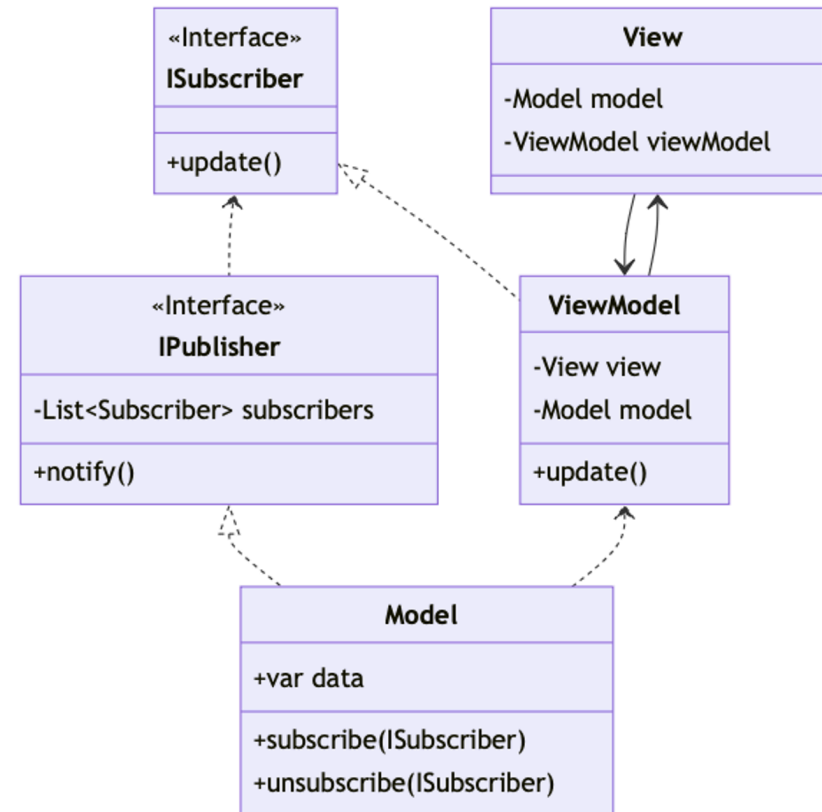 «Interface»
ISubscriber
+update()
View
-Model model
-ViewModel viewModel
«Interface»
IPublisher
-List<Subscriber> subscribers
+notify()
ViewModel
-View view
-Model model
+update()
Model
+var data
+subscribe(ISubscriber)
+unsubscribe(ISubscriber)